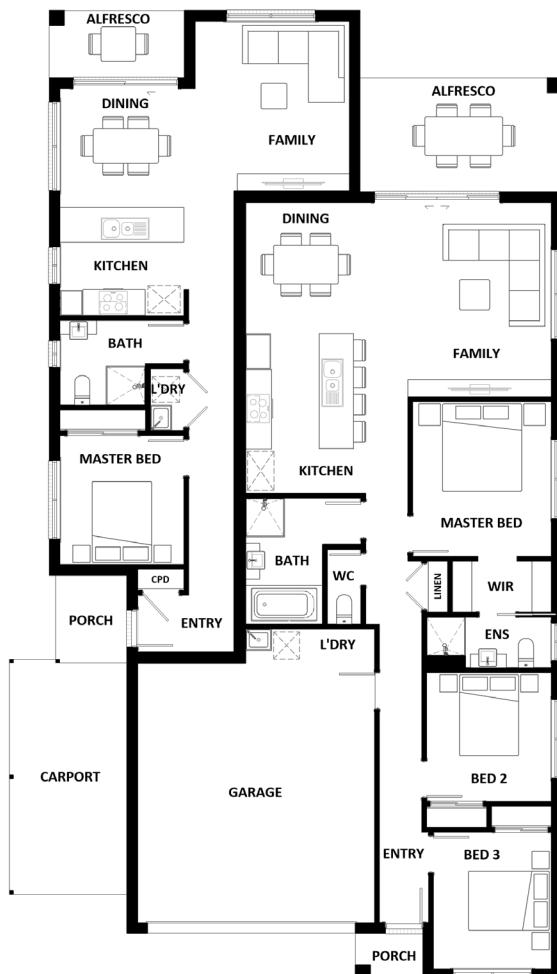 ALFRESCO
DINING
FAMILY
ALFRESCO
KITCHEN
DINING
BATH
FAMILY
L'DRY
MASTER BED
KITCHEN
MASTER BED
BATH
WC
CPD
LINEN
WIR
PORCH
ENTRY
ENS
L'DRY
CARPORT
GARAGE
BED 2
ENTRY
BED 3
PORCH